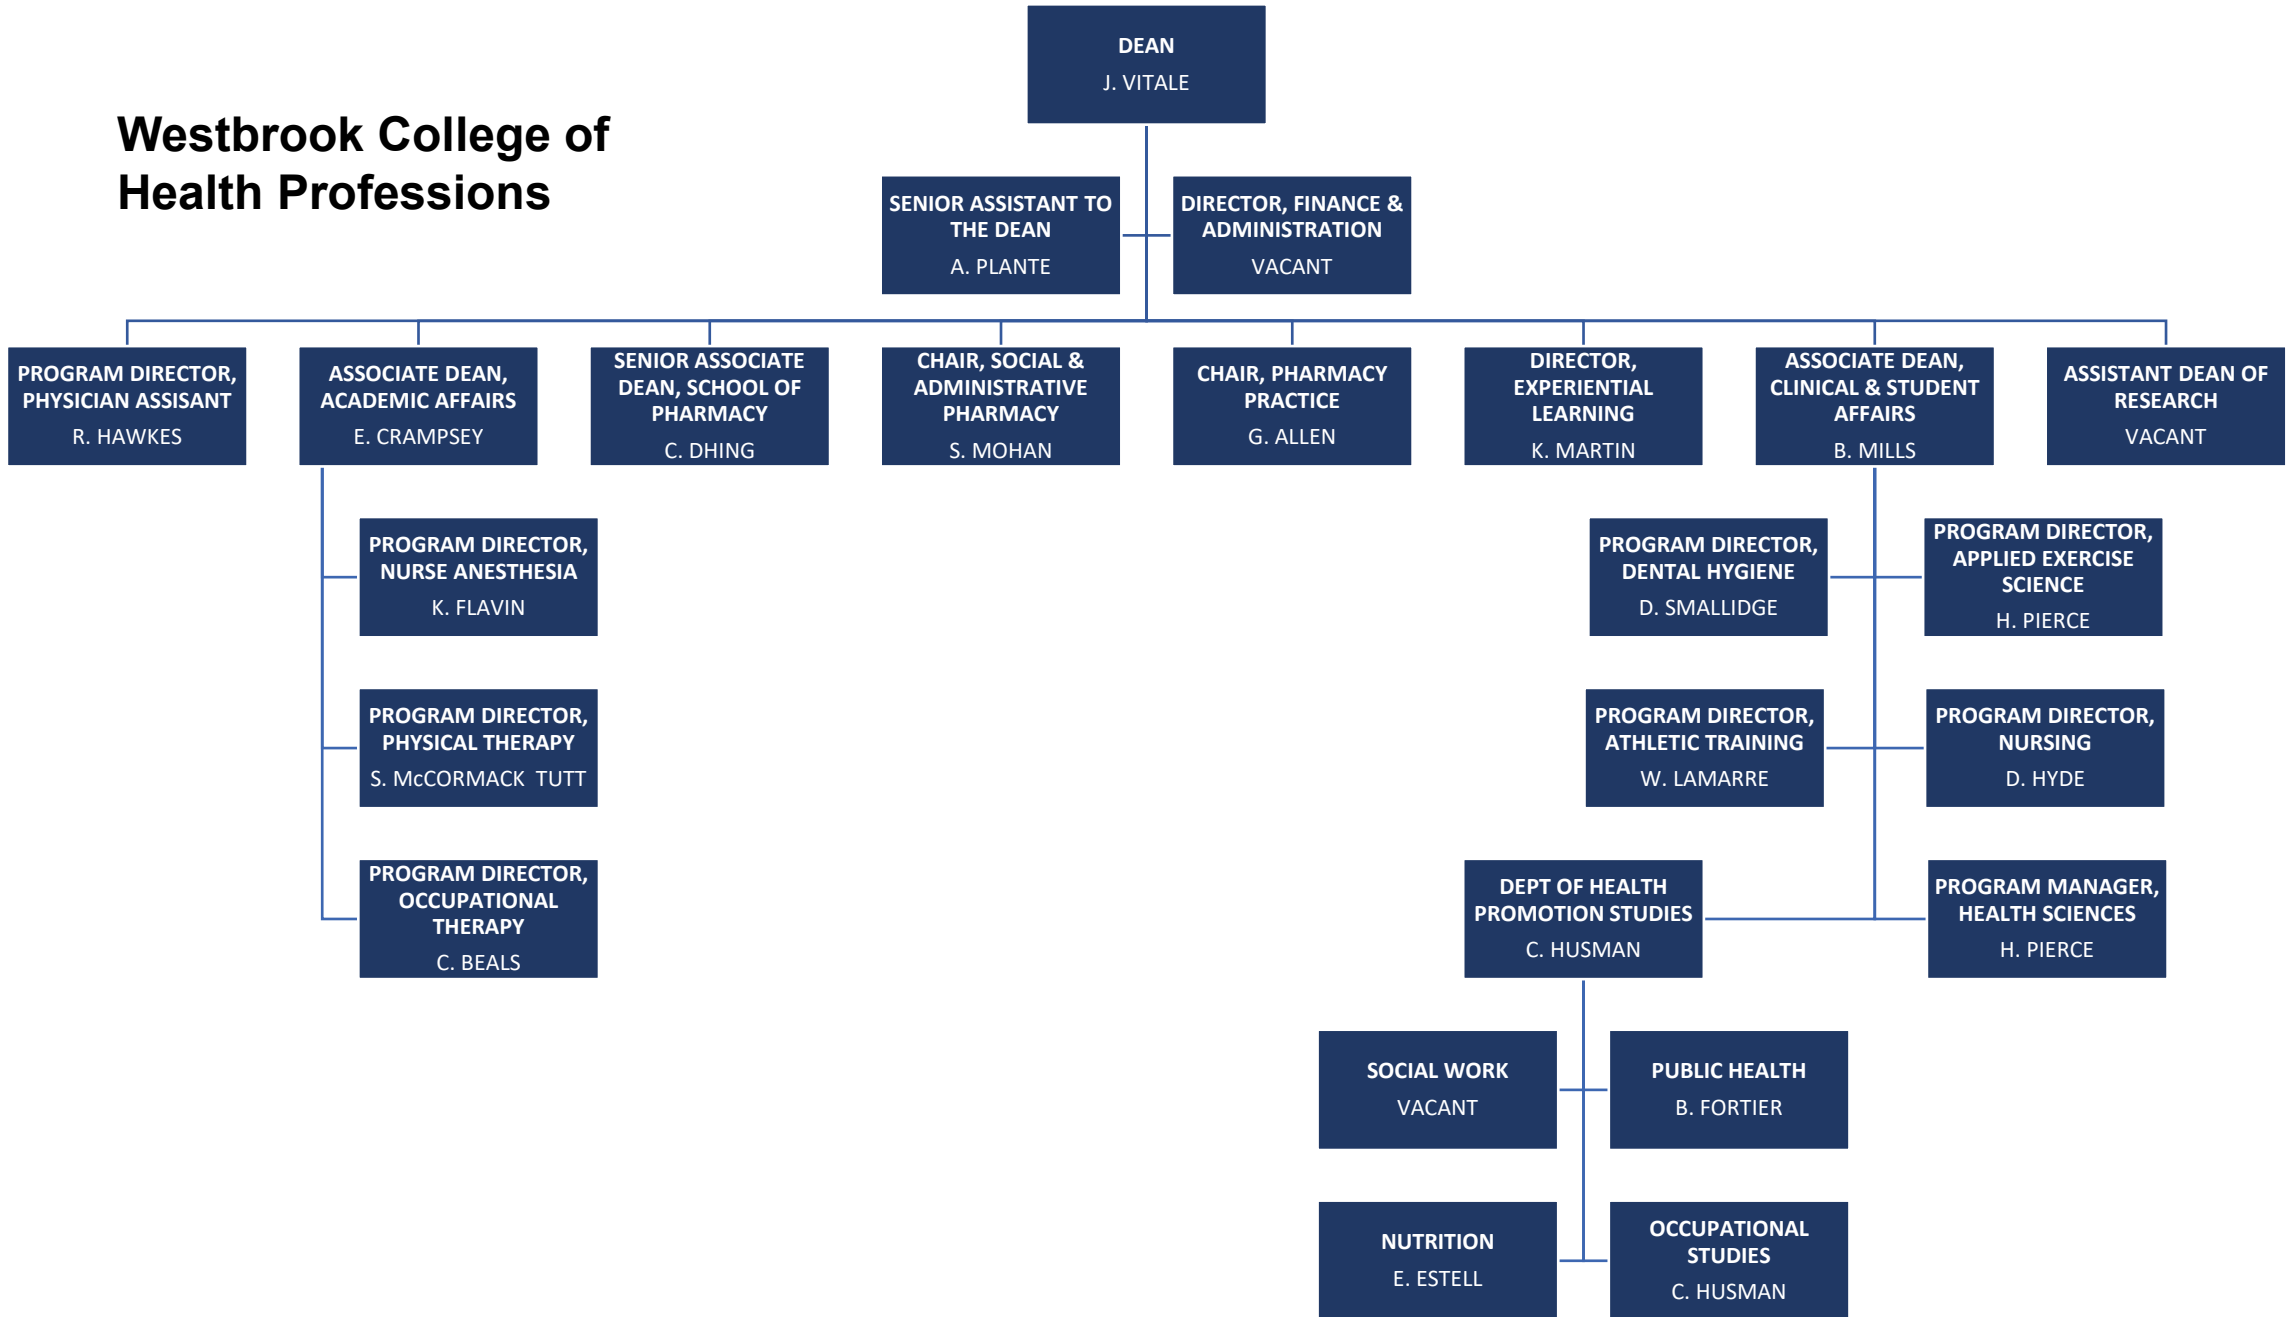 Westbrook College of
Health Professions
DEAN
J. VITALE
SENIOR ASSISTANT TO
THE DEAN
A. PLANTE
DIRECTOR, FINANCE &
ADMINISTRATION
VACANT
PROGRAM DIRECTOR,
PHYSICIAN ASSISANT
R. HAWKES
ASSOCIATE DEAN,
ACADEMIC AFFAIRS
E. CRAMPSEY
SENIOR ASSOCIATE
DEAN, SCHOOL OF
PHARMACY
C. DHING
CHAIR, SOCIAL &
ADMINISTRATIVE
PHARMACY
S. MOHAN
CHAIR, PHARMACY
PRACTICE
G. ALLEN
DIRECTOR,
EXPERIENTIAL
LEARNING
K. MARTIN
ASSOCIATE DEAN,
CLINICAL & STUDENT
AFFAIRS
B. MILLS
ASSISTANT DEAN OF
RESEARCH
VACANT
PROGRAM DIRECTOR,
NURSE ANESTHESIA
K. FLAVIN
PROGRAM DIRECTOR,
DENTAL HYGIENE
D. SMALLIDGE
PROGRAM DIRECTOR,
APPLIED EXERCISE
SCIENCE
H. PIERCE
PROGRAM DIRECTOR,
PHYSICAL THERAPY
S. McCORMACK TUTT
PROGRAM DIRECTOR,
ATHLETIC TRAINING
W. LAMARRE
PROGRAM DIRECTOR,
NURSING
D. HYDE
PROGRAM DIRECTOR,
OCCUPATIONAL
THERAPY
C. BEALS
DEPT OF HEALTH
PROMOTION STUDIES
C. HUSMAN
PROGRAM MANAGER,
HEALTH SCIENCES
H. PIERCE
SOCIAL WORK
VACANT
PUBLIC HEALTH
B. FORTIER
NUTRITION
E. ESTELL
OCCUPATIONAL
STUDIES
C. HUSMAN